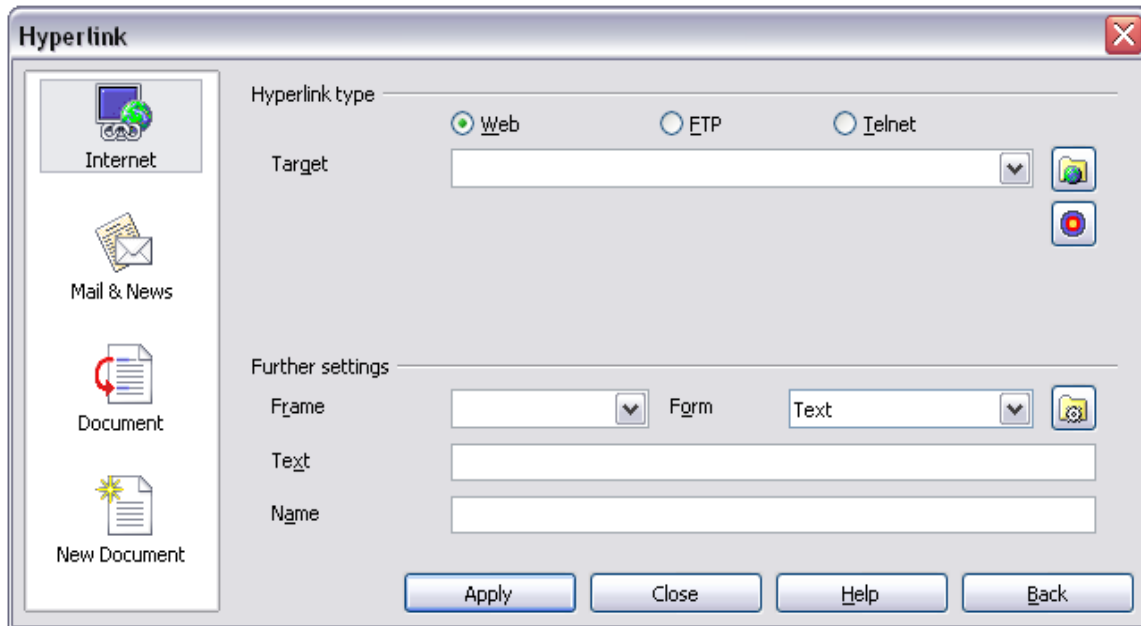 Hyperlink
Internet
Mail & News
Document
New Document
Hyperlink type
Web FTP Telnet
Target
Further settings
Frame Form Text
Text
Name
Apply Close Help Back